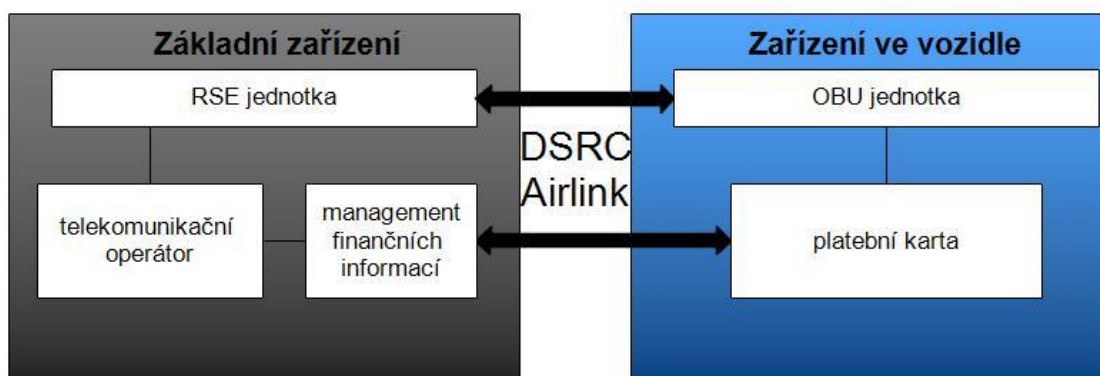 Základní zařízení
RSE jednotka
telekomunikační
operátor
management
finančních
informací
DSRC
Airlink
Zařízení ve vozidle
OBU jednotka
platební karta